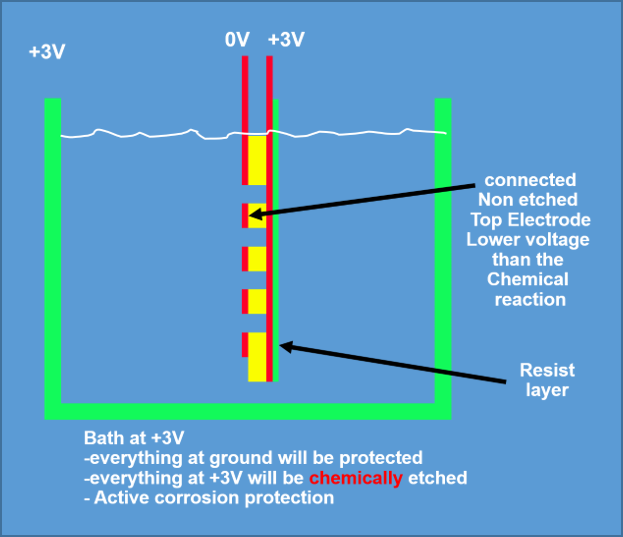 0V
+3V
+3V
connected
Non etched
Top Electrode
Lower voltage
than the
Chemical
reaction
Resist
layer
Bath at +3V
-everything at ground will be protected
-everything at +3V will be chemically etched
- Active corrosion protection